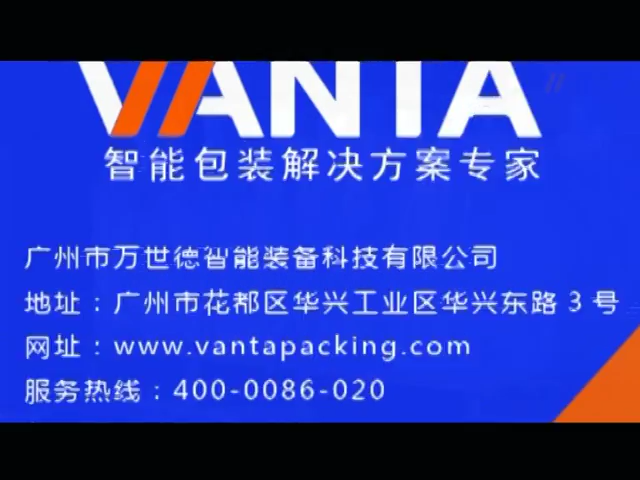 VANTA
智能包装解决方案专家
广州市万世德智能装备科技有限公司
地址：广州市花都区华兴工业区华兴东路 3 号
网址：www.vantapacking.com
服务热线：400-0086-020